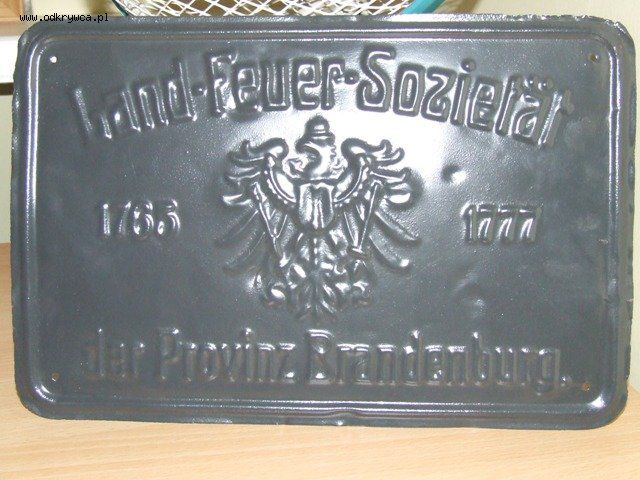 www.odkrywca.pl
Land-Feuer-Sozietät
1765 1777
der Provinz Brandenburg.